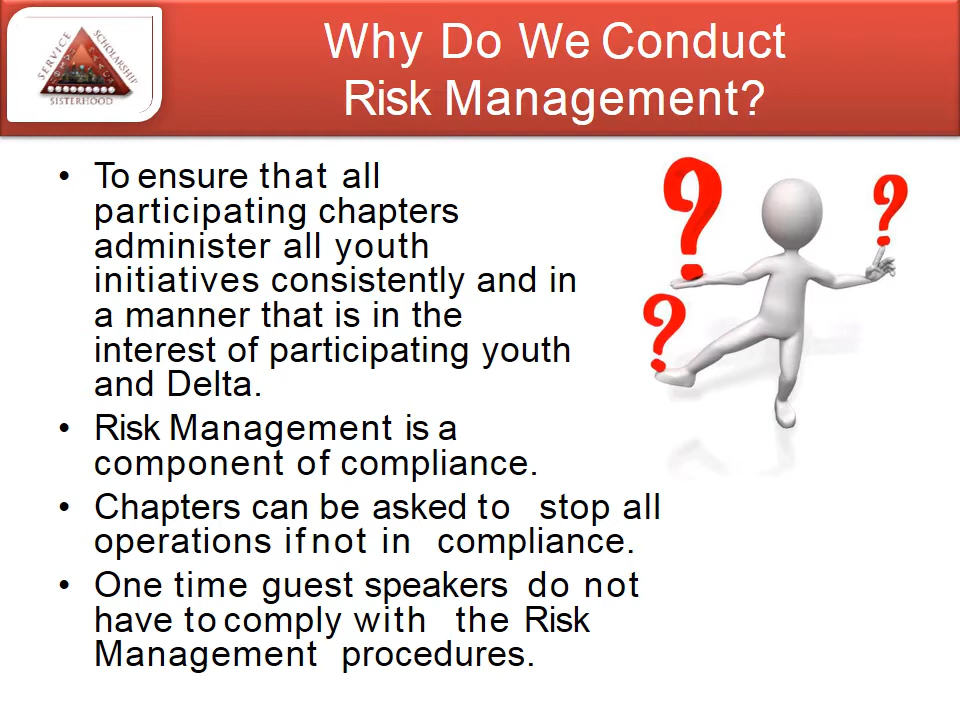 Why Do We Conduct
Risk Management?
SERVICE
SCHOLARSHIP
SISTERHOOD
• To ensure that all
participating chapters
administer all youth
initiatives consistently and in
a manner that is in the
interest of participating youth
and Delta.
• Risk Management is a
component of compliance.
• Chapters can be asked to stop all
operations if not in compliance.
• One time guest speakers do not
have to comply with the Risk
Management procedures.
? ? ?